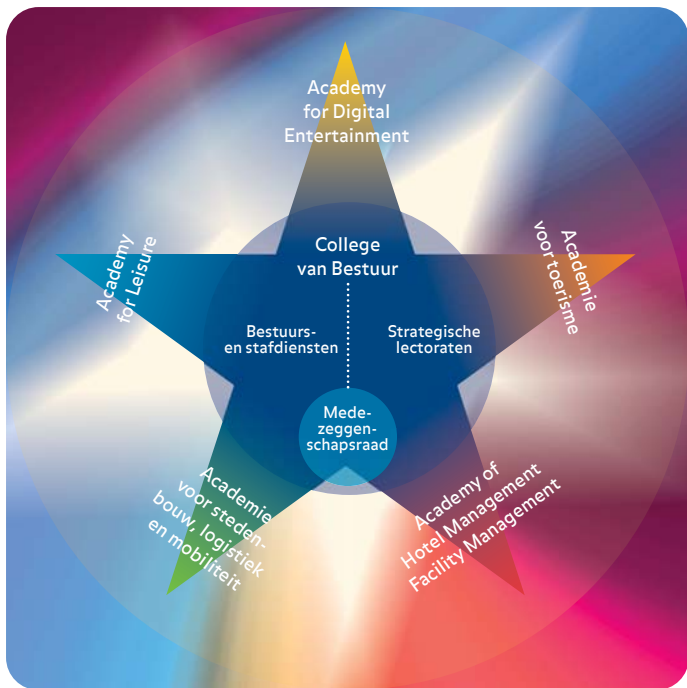 Academy
for Digital
Entertainment
Academy
for Leisure
College
van Bestuur
Academie
voor toerisme
Bestuurs-
en stafdiensten
Strategische
lectoraten
Mede-
zeggen-
schapsraad
Academie
voor steden-
bouw, logistiek
en mobiliteit
Academy of
Hotel Management
Facility Management